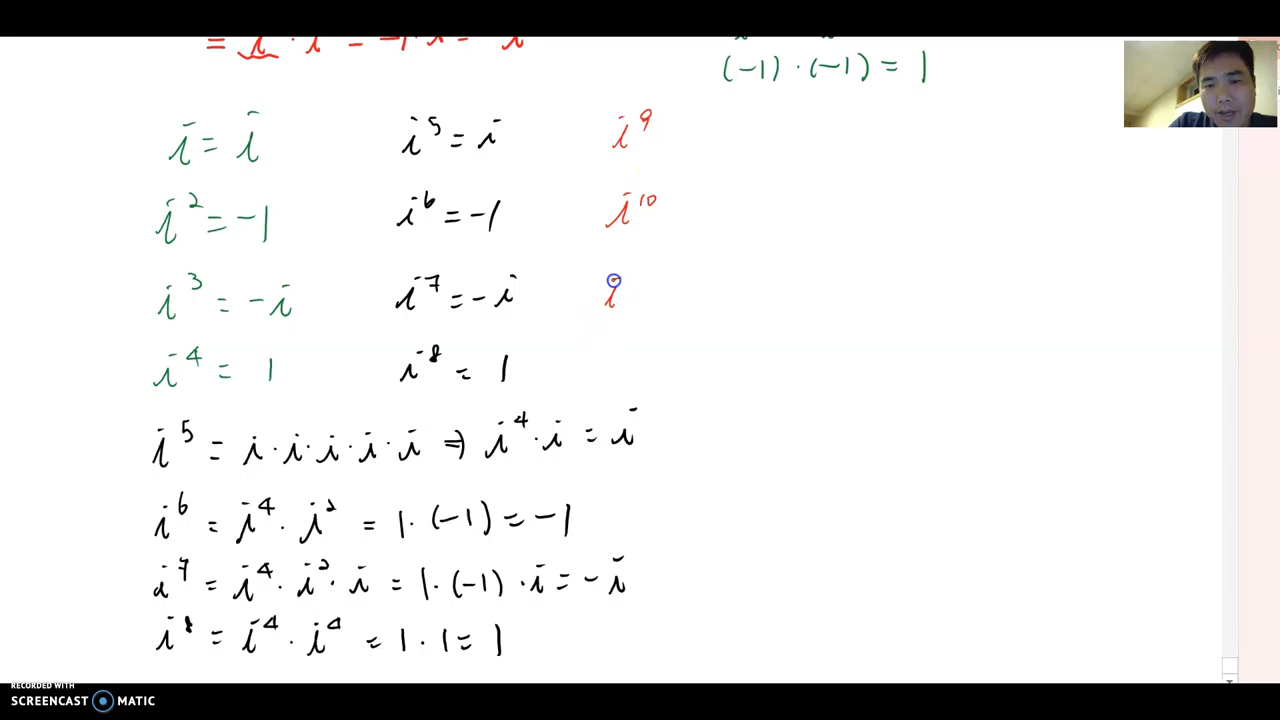 = i · i = -1 · i = i
(-1) · (-1) = 1
i = i    i⁵ = i    i⁹
i² = -1    i⁶ = -1    i¹⁰
i³ = -i    i⁷ = -i    i
i⁴ = 1    i⁸ = 1
i⁵ = i · i · i · i · i ⇒ i⁴ · i = i
i⁶ = i⁴ · i² = 1 · (-1) = -1
i⁷ = i⁴ · i² · i = 1 · (-1) · i = -i
i⁸ = i⁴ · i⁴ = 1 · 1 = 1
RECORDED WITH
SCREENCAST MATIC